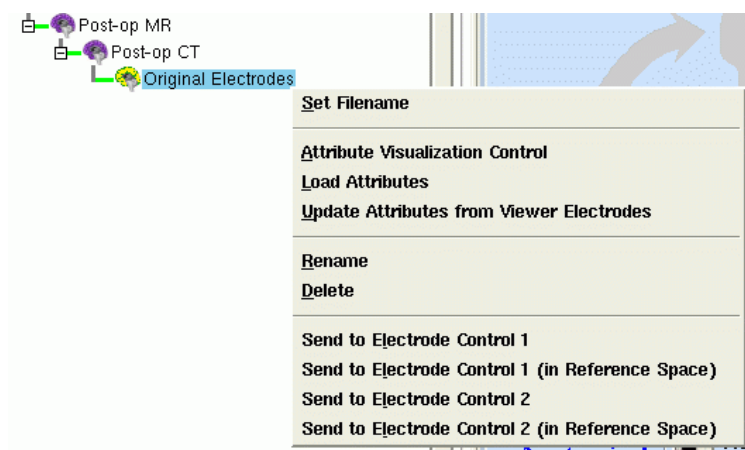 Post-op MR
Post-op CT
Original Electrodes
Set Filename
Attribute Visualization Control
Load Attributes
Update Attributes from Viewer Electrodes
Rename
Delete
Send to Electrode Control 1
Send to Electrode Control 1 (in Reference Space)
Send to Electrode Control 2
Send to Electrode Control 2 (in Reference Space)